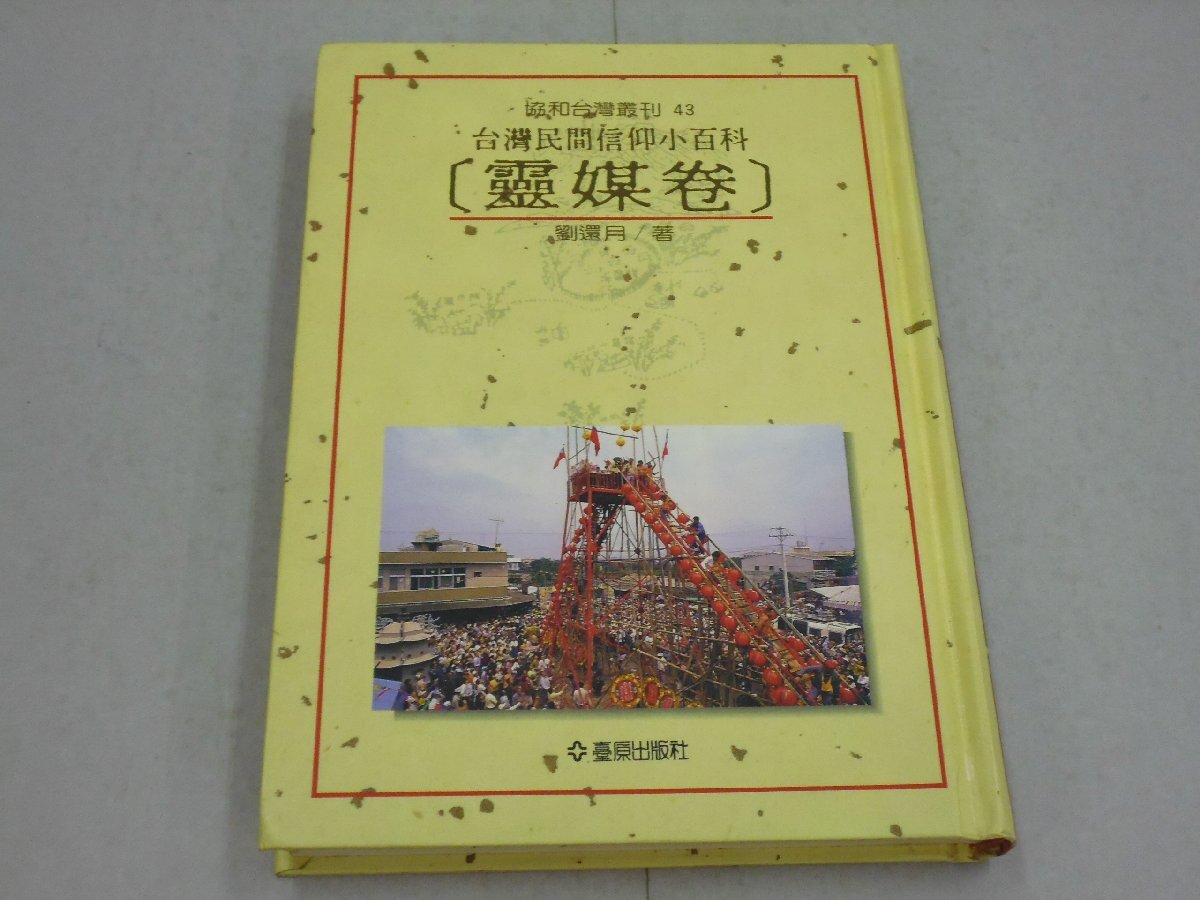 協和台灣叢刊 43
台灣民間信仰小百科
〔靈媒卷〕
劉還月/著
臺原出版社